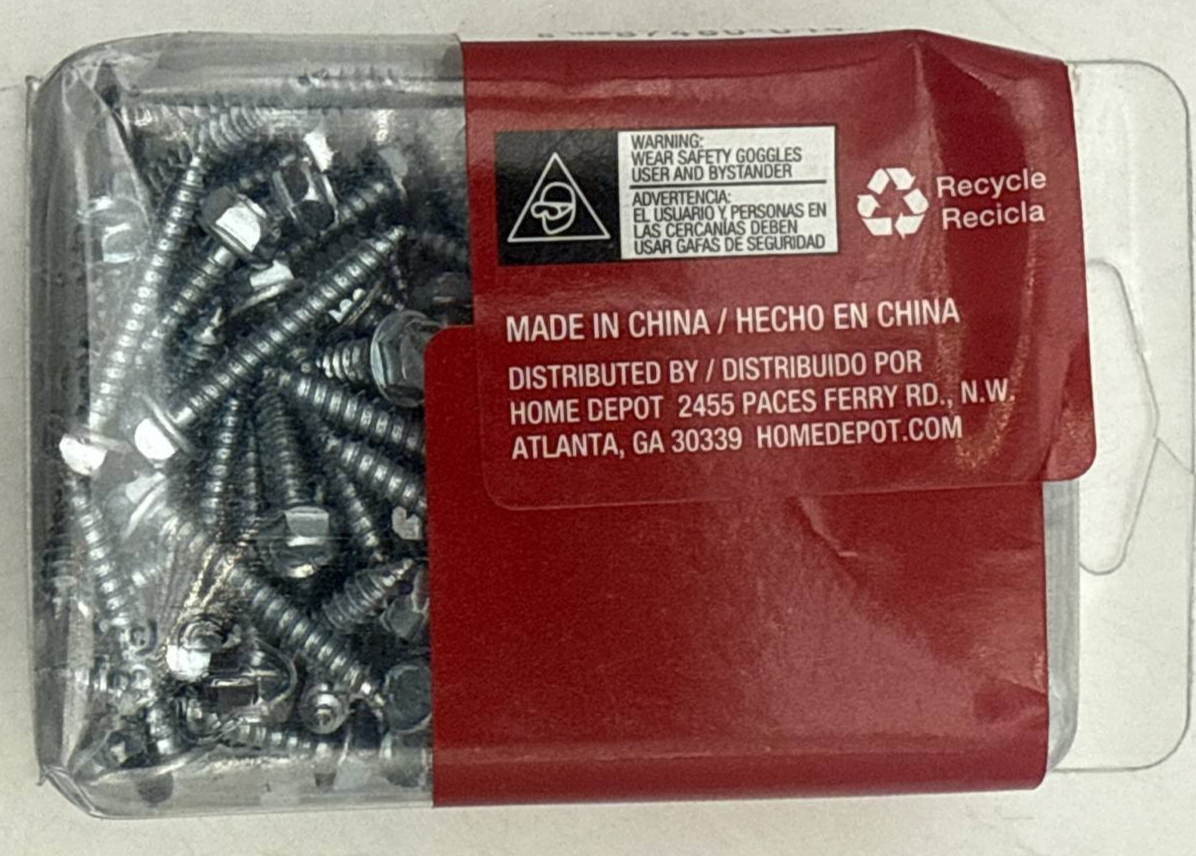 WARNING:
WEAR SAFETY GOGGLES
USER AND BYSTANDER
ADVERTENCIA:
EL USUARIO Y PERSONAS EN
LAS CERCANÍAS DEBEN
USAR GAFAS DE SEGURIDAD
Recycle
Recicla
MADE IN CHINA / HECHO EN CHINA
DISTRIBUTED BY / DISTRIBUIDO POR
HOME DEPOT 2455 PACES FERRY RD., N.W.
ATLANTA, GA 30339 HOMEDEPOT.COM